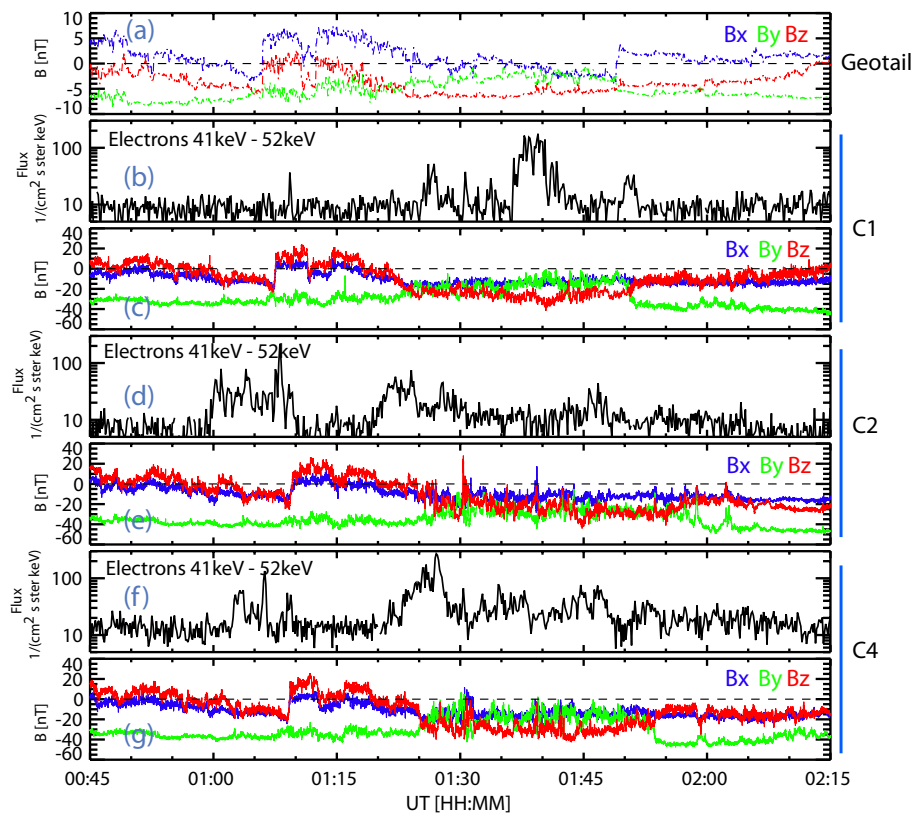 10
5
0
-5
-10
B [nT]
(a)
Bx By Bz
Geotail
100
10
Flux
1/(cm² s ster keV)
Electrons 41keV - 52keV
(b)
40
20
0
-20
-40
-60
B [nT]
(c)
Bx By Bz
C1
100
10
Flux
1/(cm² s ster keV)
Electrons 41keV - 52keV
(d)
40
20
0
-20
-40
-60
B [nT]
(e)
Bx By Bz
C2
100
10
Flux
1/(cm² s ster keV)
Electrons 41keV - 52keV
(f)
40
20
0
-20
-40
-60
B [nT]
(g)
Bx By Bz
C4
00:45 01:00 01:15 01:30 01:45 02:00 02:15
UT [HH:MM]